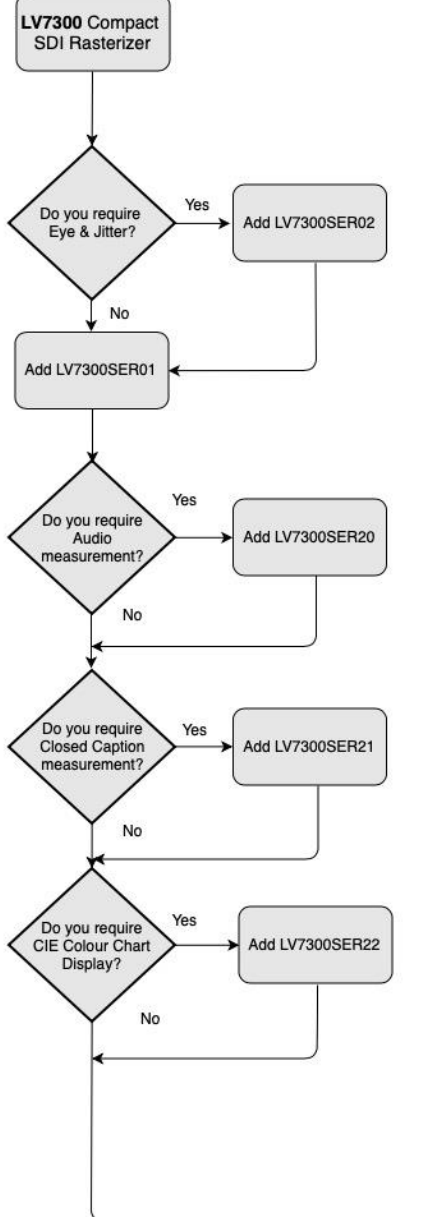 LV7300 Compact
SDI Rasterizer
Do you require
Eye & Jitter?
Yes
Add LV7300SER02
No
Add LV7300SER01
Do you require
Audio
measurement?
Yes
Add LV7300SER20
No
Do you require
Closed Caption
measurement?
Yes
Add LV7300SER21
No
Do you require
CIE Colour Chart
Display?
Yes
Add LV7300SER22
No